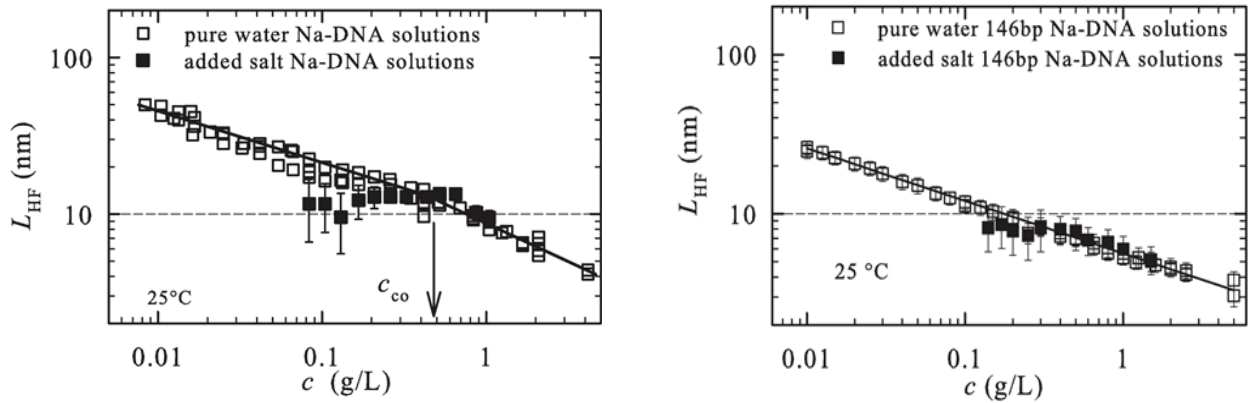 pure water Na-DNA solutions
added salt Na-DNA solutions
100
10
L_HF (nm)
c_co
25°C
0.01
0.1
1
c (g/L)
pure water 146bp Na-DNA solutions
added salt 146bp Na-DNA solutions
100
10
L_HF (nm)
25 °C
0.01
0.1
1
c (g/L)